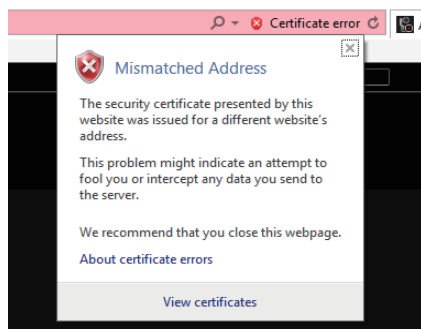 Certificate error
Mismatched Address
The security certificate presented by this
website was issued for a different website's
address.
This problem might indicate an attempt to
fool you or intercept any data you send to
the server.
We recommend that you close this webpage.
About certificate errors
View certificates